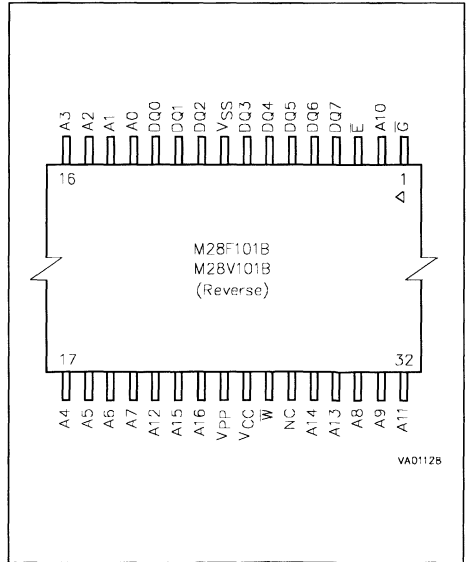 A3 A2 A1 A0 DQ0 DQ1 DQ2 VSS DQ3 DQ4 DQ5 DQ6 DQ7 E̅ A10 G̅
16 1
M28F101B
M28V101B
(Reverse)
17 32
A4 A5 A6 A7 A12 A15 A16 VPP VCC W̅ NC A14 A13 A8 A9 A11
VA01128